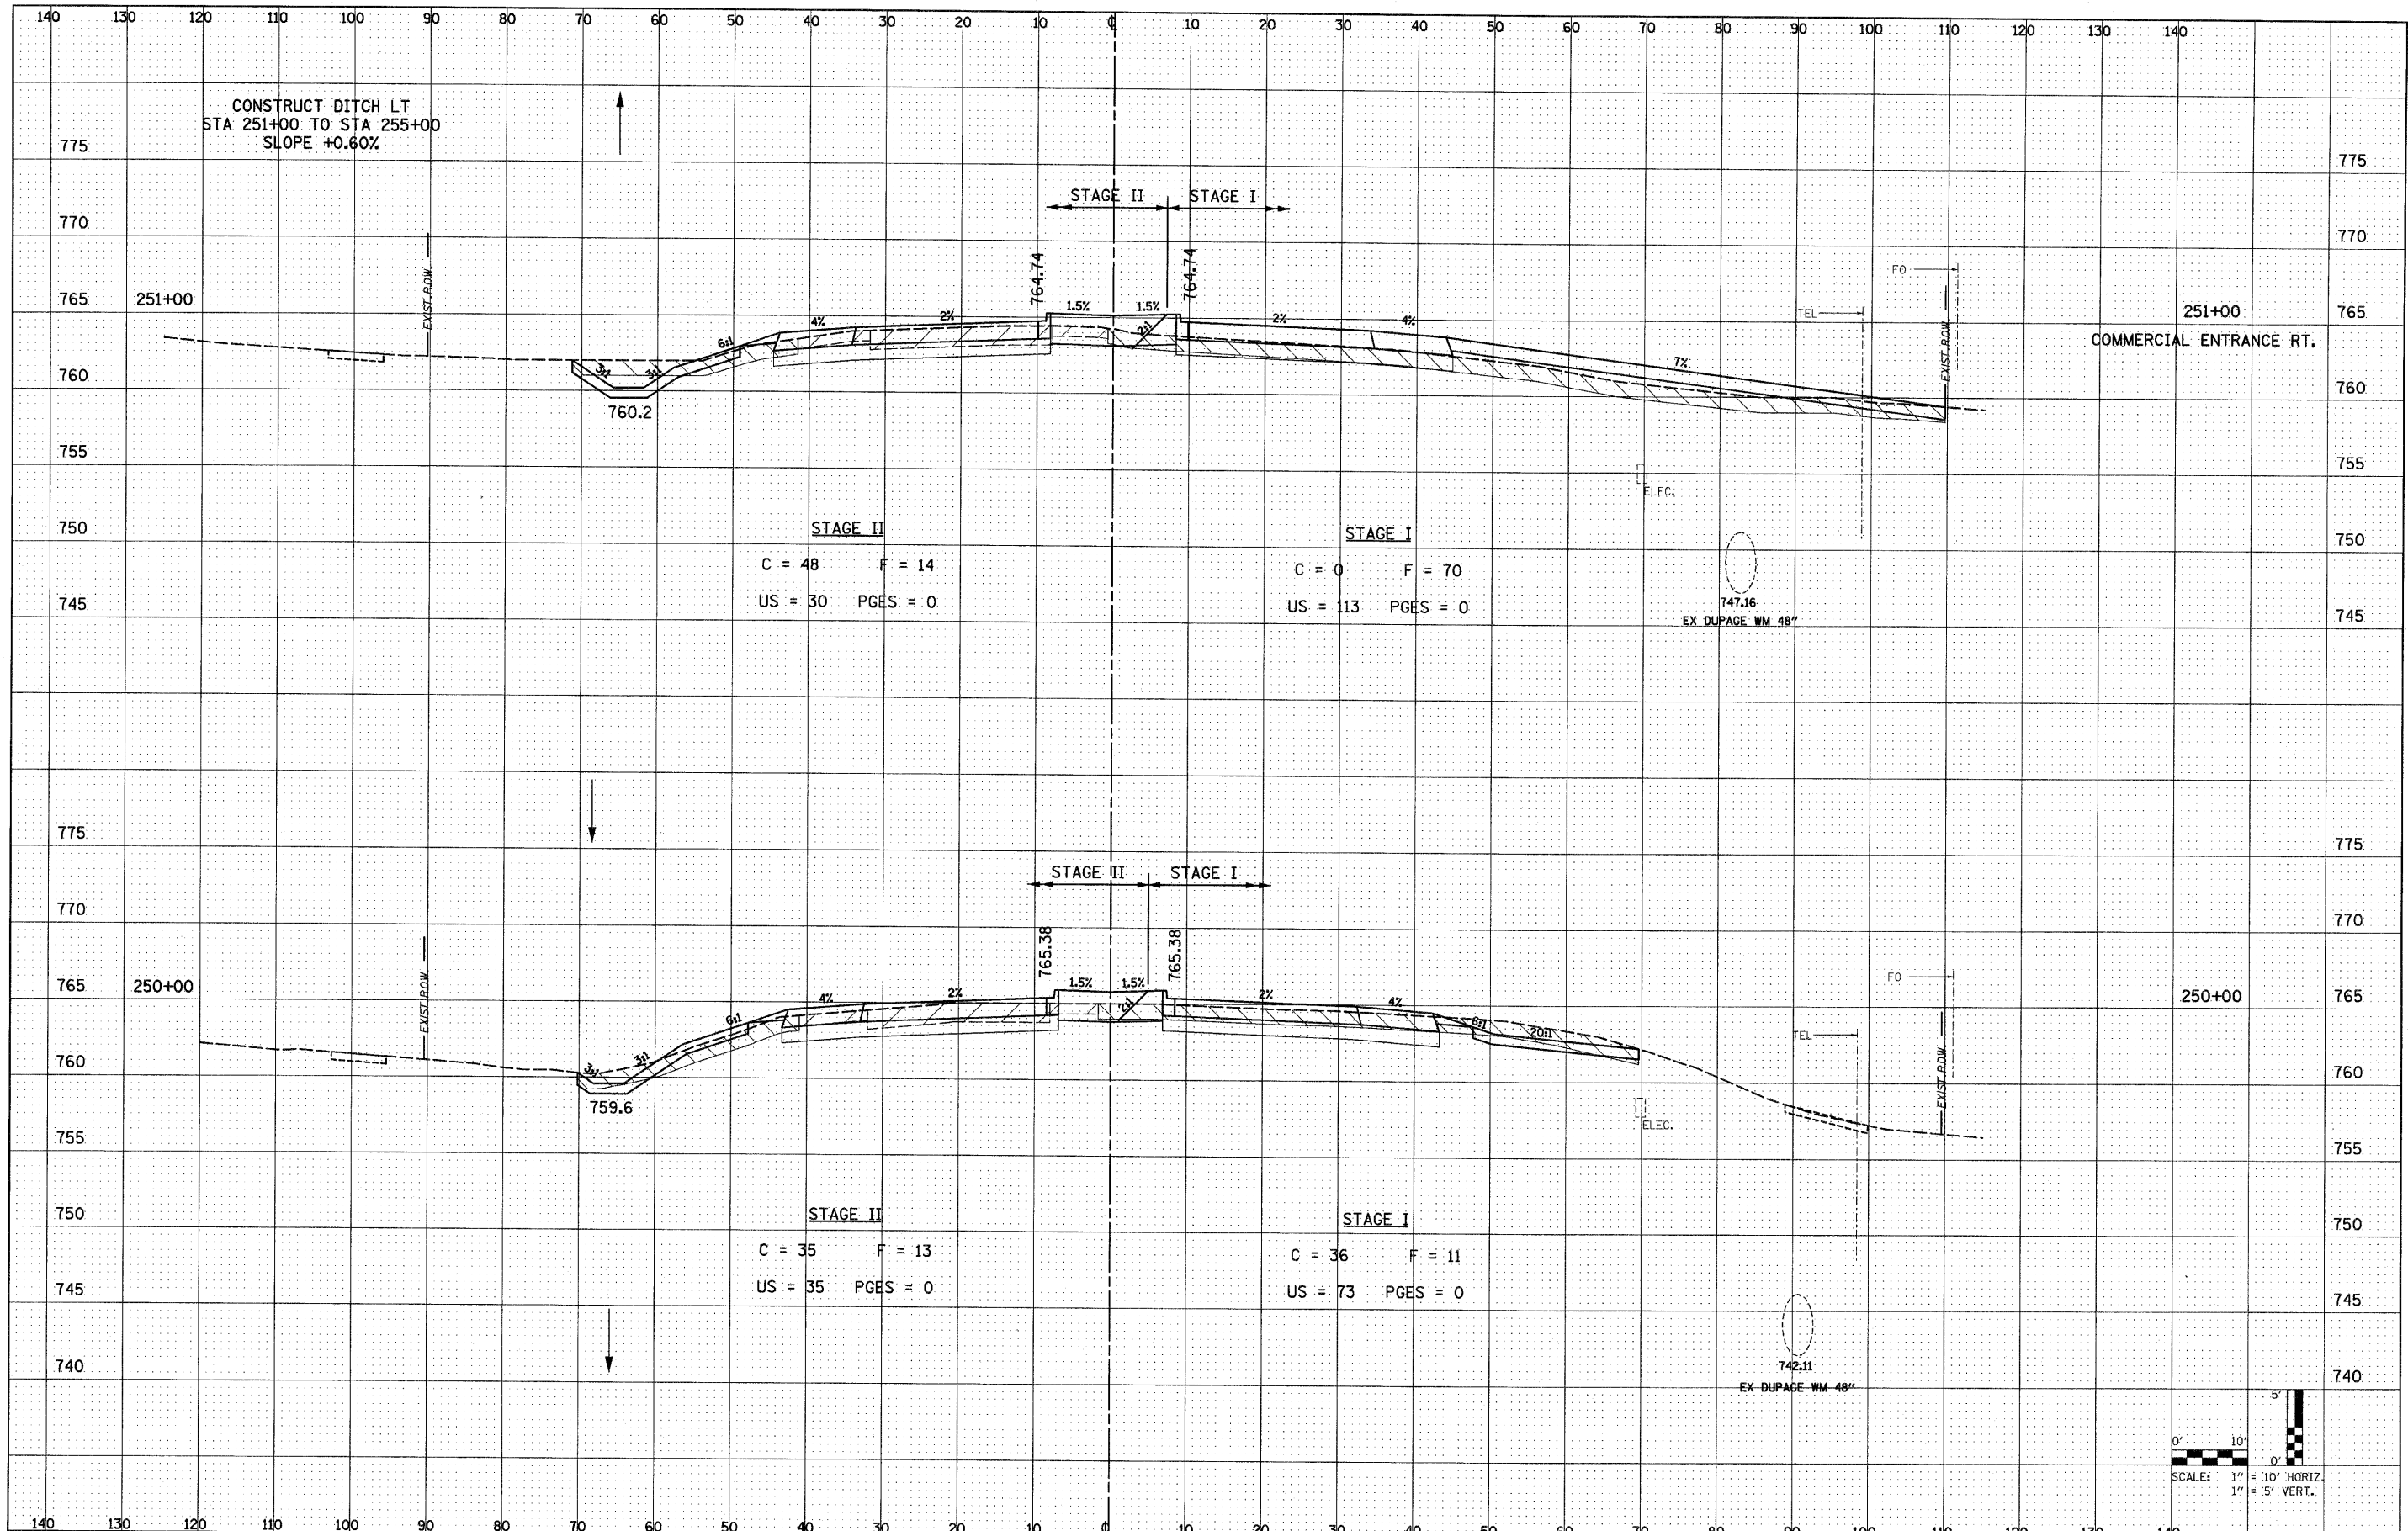 140 130 120 110 100 90 80 70 60 50 40 30 20 10 ℄ 10 20 30 40 50 60 70 80 90 100 110 120 130 140
CONSTRUCT DITCH LT
STA 251+00 TO STA 255+00
SLOPE +0.60%
775 775
STAGE II STAGE I
770 770
EXIST. R.O.W.
764.74 764.74
FO
TEL
EXIST. R.O.W.
765 251+00 251+00 765
COMMERCIAL ENTRANCE RT.
6:1 4% 2% 1.5% 1.5% 2:1 2% 4% 7%
3:1 3:1
760 760
760.2
755 755
ELEC.
750 750
STAGE II STAGE I
C = 48 F = 14 C = 0 F = 70
US = 30 PGES = 0 US = 113 PGES = 0
747.16
EX DUPAGE WM 48"
745 745
775 775
STAGE II STAGE I
770 770
EXIST. R.O.W.
765.38 765.38
FO
TEL
EXIST. R.O.W.
765 250+00 250+00 765
3:1 3:1 6:1 4% 2% 1.5% 1.5% 2:1 2% 4% 6:1 20:1
760 760
759.6
ELEC.
755 755
750 750
STAGE II STAGE I
C = 35 F = 13 C = 36 F = 11
US = 35 PGES = 0 US = 73 PGES = 0
745 745
742.11
EX DUPAGE WM 48"
740 740
5'
0' 10'
0'
SCALE: 1" = 10' HORIZ.
1" = 5' VERT.
140 130 120 110 100 90 80 70 60 50 40 30 20 10 ℄ 10 20 30 40 50 60 70 80 90 100 110 120 130 140